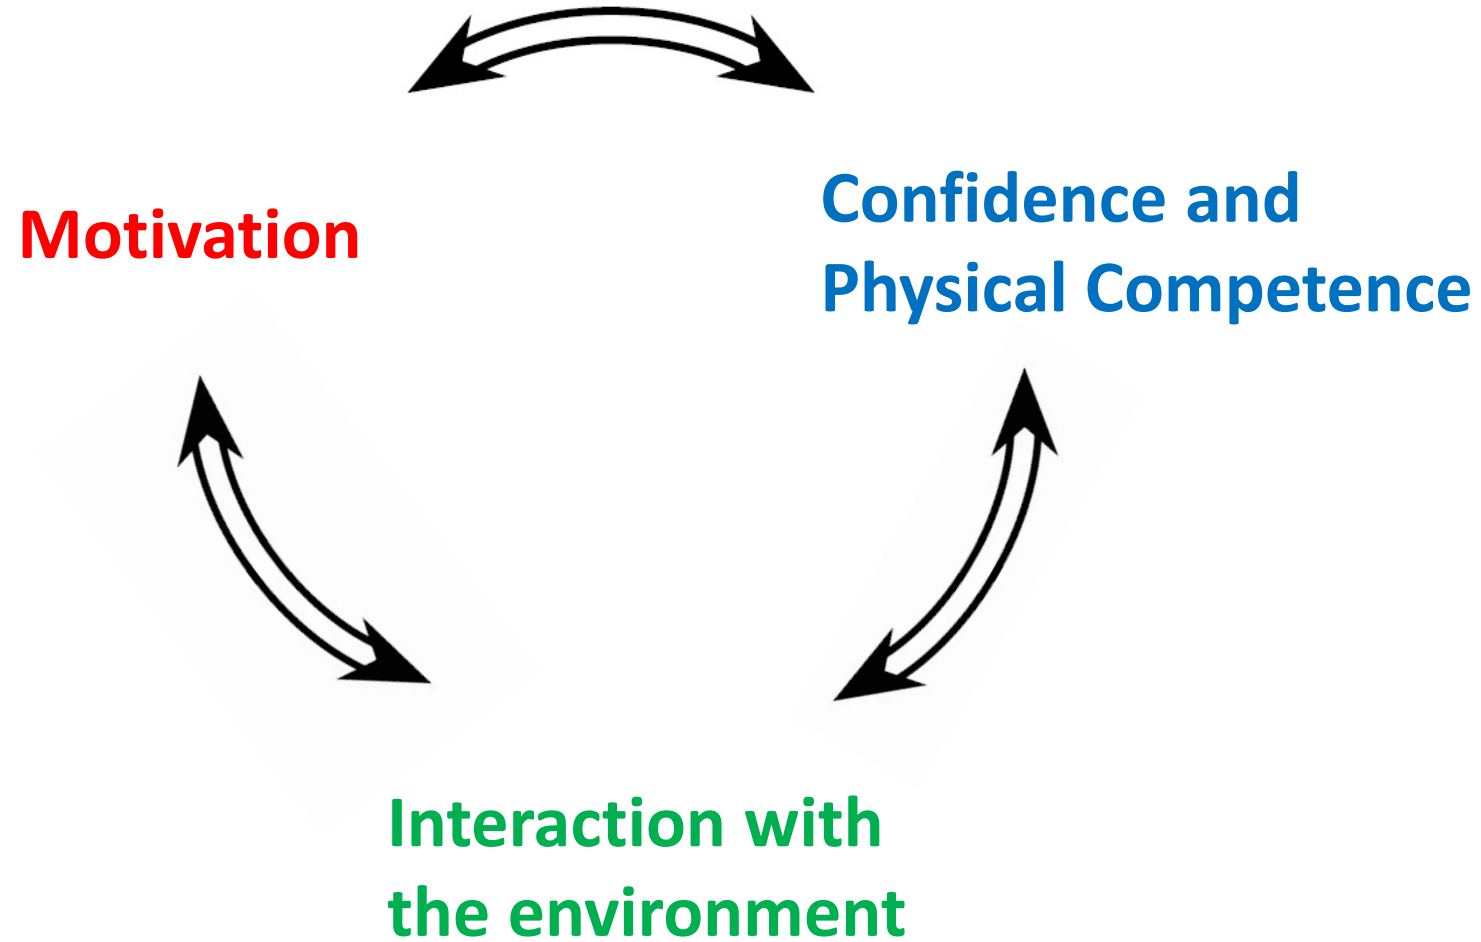 Motivation
Confidence and
Physical Competence
Interaction with
the environment